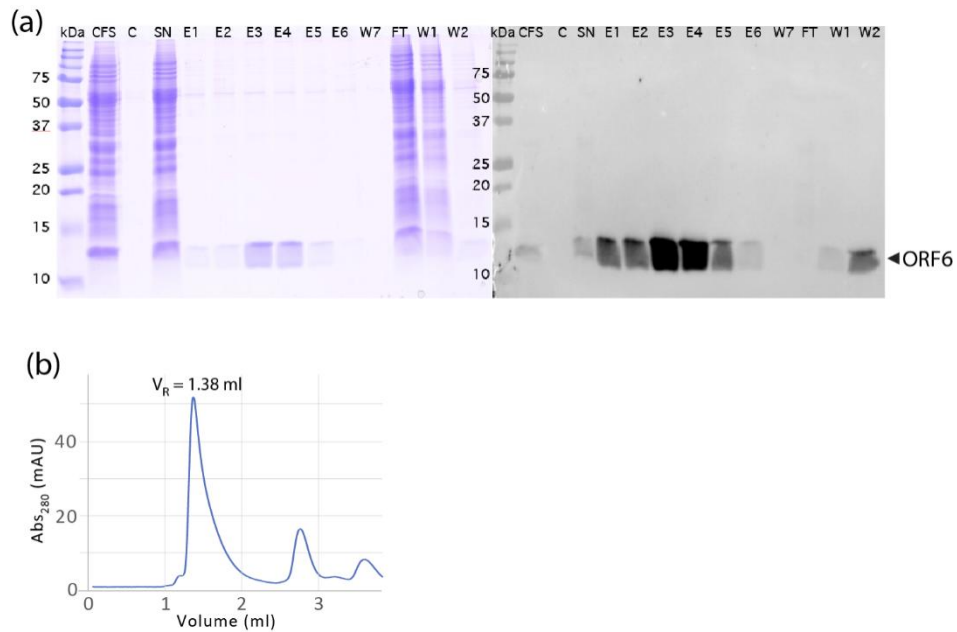 (a)
kDa CFS C SN E1 E2 E3 E4 E5 E6 W7 FT W1 W2 kDa CFS C SN E1 E2 E3 E4 E5 E6 W7 FT W1 W2
75 75
50 50
37 37
25 25
20 20
15 15
10 10 ORF6
(b)
VR = 1.38 ml
Abs280 (mAU)
40
20
0
0 1 2 3
Volume (ml)